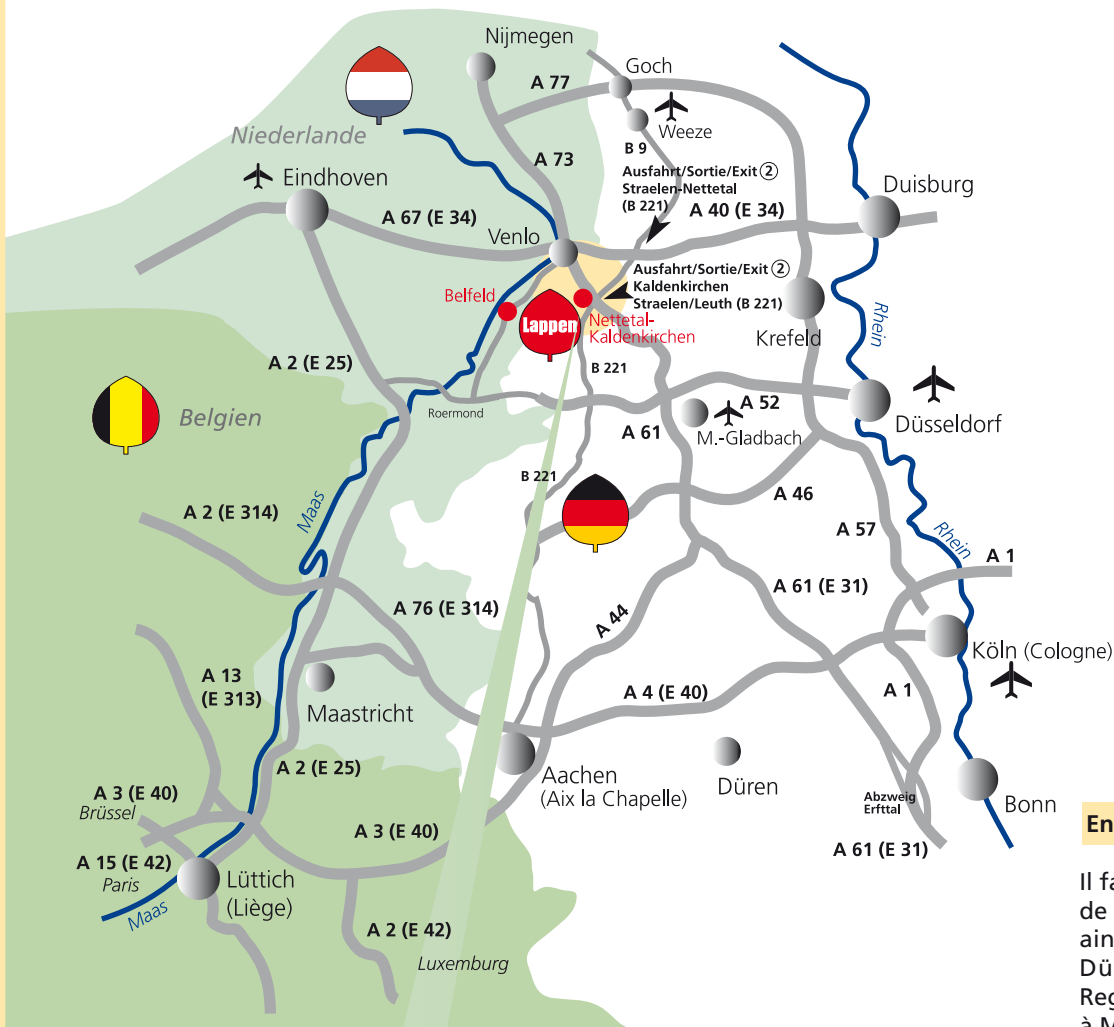 Nijmegen
Goch
A 77
Weeze
Niederlande
B 9
A 73
Ausfahrt/Sortie/Exit ②
Straelen-Nettetal
(B 221)
Eindhoven
Duisburg
A 67 (E 34)
A 40 (E 34)
Venlo
Ausfahrt/Sortie/Exit ②
Kaldenkirchen
Straelen/Leuth (B 221)
Belfeld
Lappen
Nettetal-
Kaldenkirchen
Rhein
Krefeld
A 2 (E 25)
B 221
Roermond
A 52
Belgien
A 61
M.-Gladbach
Düsseldorf
B 221
A 46
A 2 (E 314)
Maas
A 57
Rhein
A 1
A 76 (E 314)
A 44
A 61 (E 31)
Köln (Cologne)
A 13
(E 313)
A 4 (E 40)
A 1
Maastricht
A 2 (E 25)
Aachen
(Aix la Chapelle)
Düren
A 3 (E 40)
Brüssel
Abzweig
Erfttal
Bonn
A 3 (E 40)
A 61 (E 31)
A 15 (E 42)
Paris
Lüttich
(Liège)
Maas
A 2 (E 42)
Luxemburg
En
Il fa
de
ain
Dü
Reg
à M